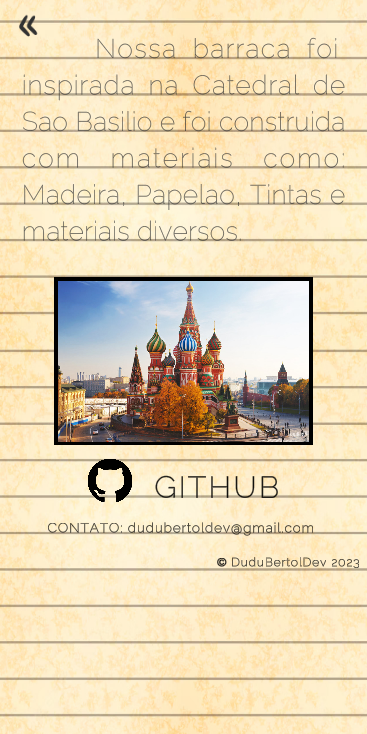 «
Nossa barraca foi
inspirada na Catedral de
Sao Basilio e foi construida
com materiais como:
Madeira, Papelao, Tintas e
materiais diversos.
GITHUB
CONTATO: dudubertoldev@gmail.com
© DuduBertolDev 2023